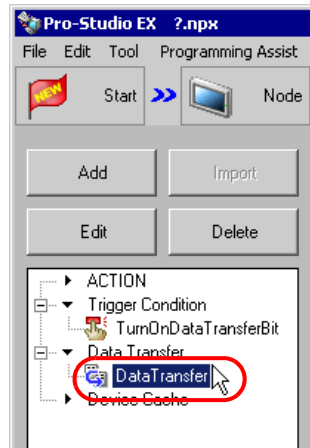 Pro-Studio EX ?.npx
File Edit Tool Programming Assist
NEW Start Node
Add Import
Edit Delete
ACTION
Trigger Condition
TurnOnDataTransferBit
Data Transfer
DataTransfer
Device Cache